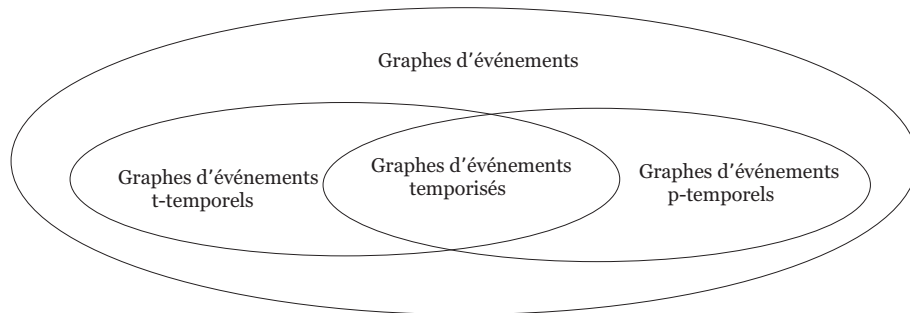 Graphes d'événements
Graphes d'événements
t-temporels
Graphes d'événements
temporisés
Graphes d'événements
p-temporels